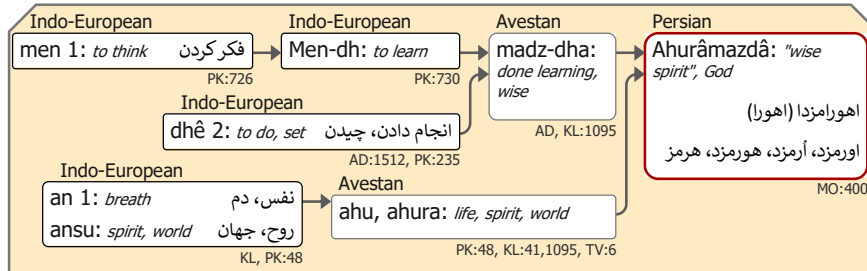 Indo-European
men 1: to think فکر کردن
PK:726
Indo-European
Men-dh: to learn
PK:730
Indo-European
dhê 2: to do, set انجام دادن، چیدن
AD:1512, PK:235
Avestan
madz-dha:
done learning,
wise
AD, KL:1095
Indo-European
an 1: breath نفس، دم
ansu: spirit, world روح، جهان
KL, PK:48
Avestan
ahu, ahura: life, spirit, world
PK:48, KL:41,1095, TV:6
Persian
Ahurâmazdâ: "wise
spirit", God
اهورامزدا (اهورا)
اورمزد، اُرمزد، هورمزد، هرمز
MO:400